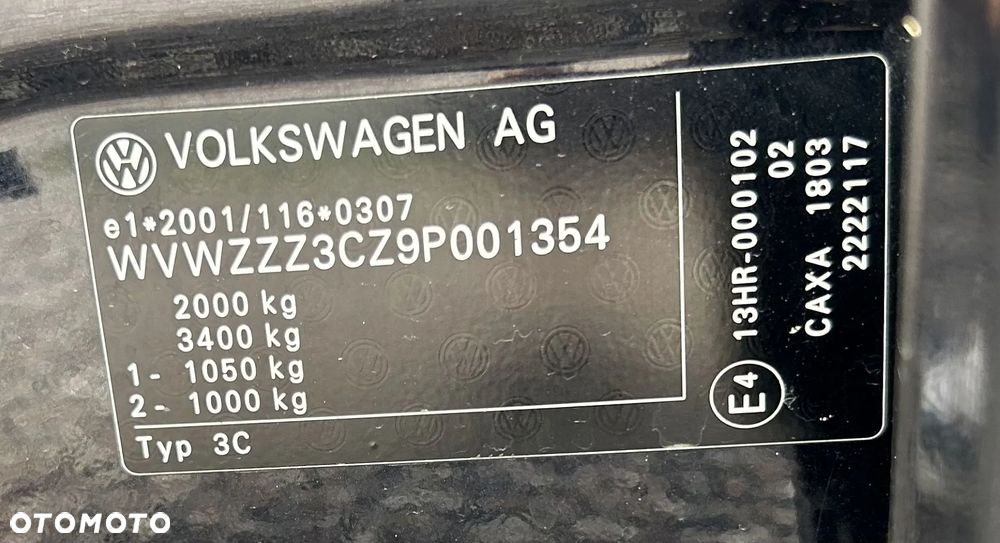 VOLKSWAGEN AG
e1*2001/116*0307
WVWZZZ3CZ9P001354
2000 kg
3400 kg
1- 1050 kg
2- 1000 kg
Typ 3C
E4 13HR-000102
02
CAXA 1803
2222117
OTOMOTO